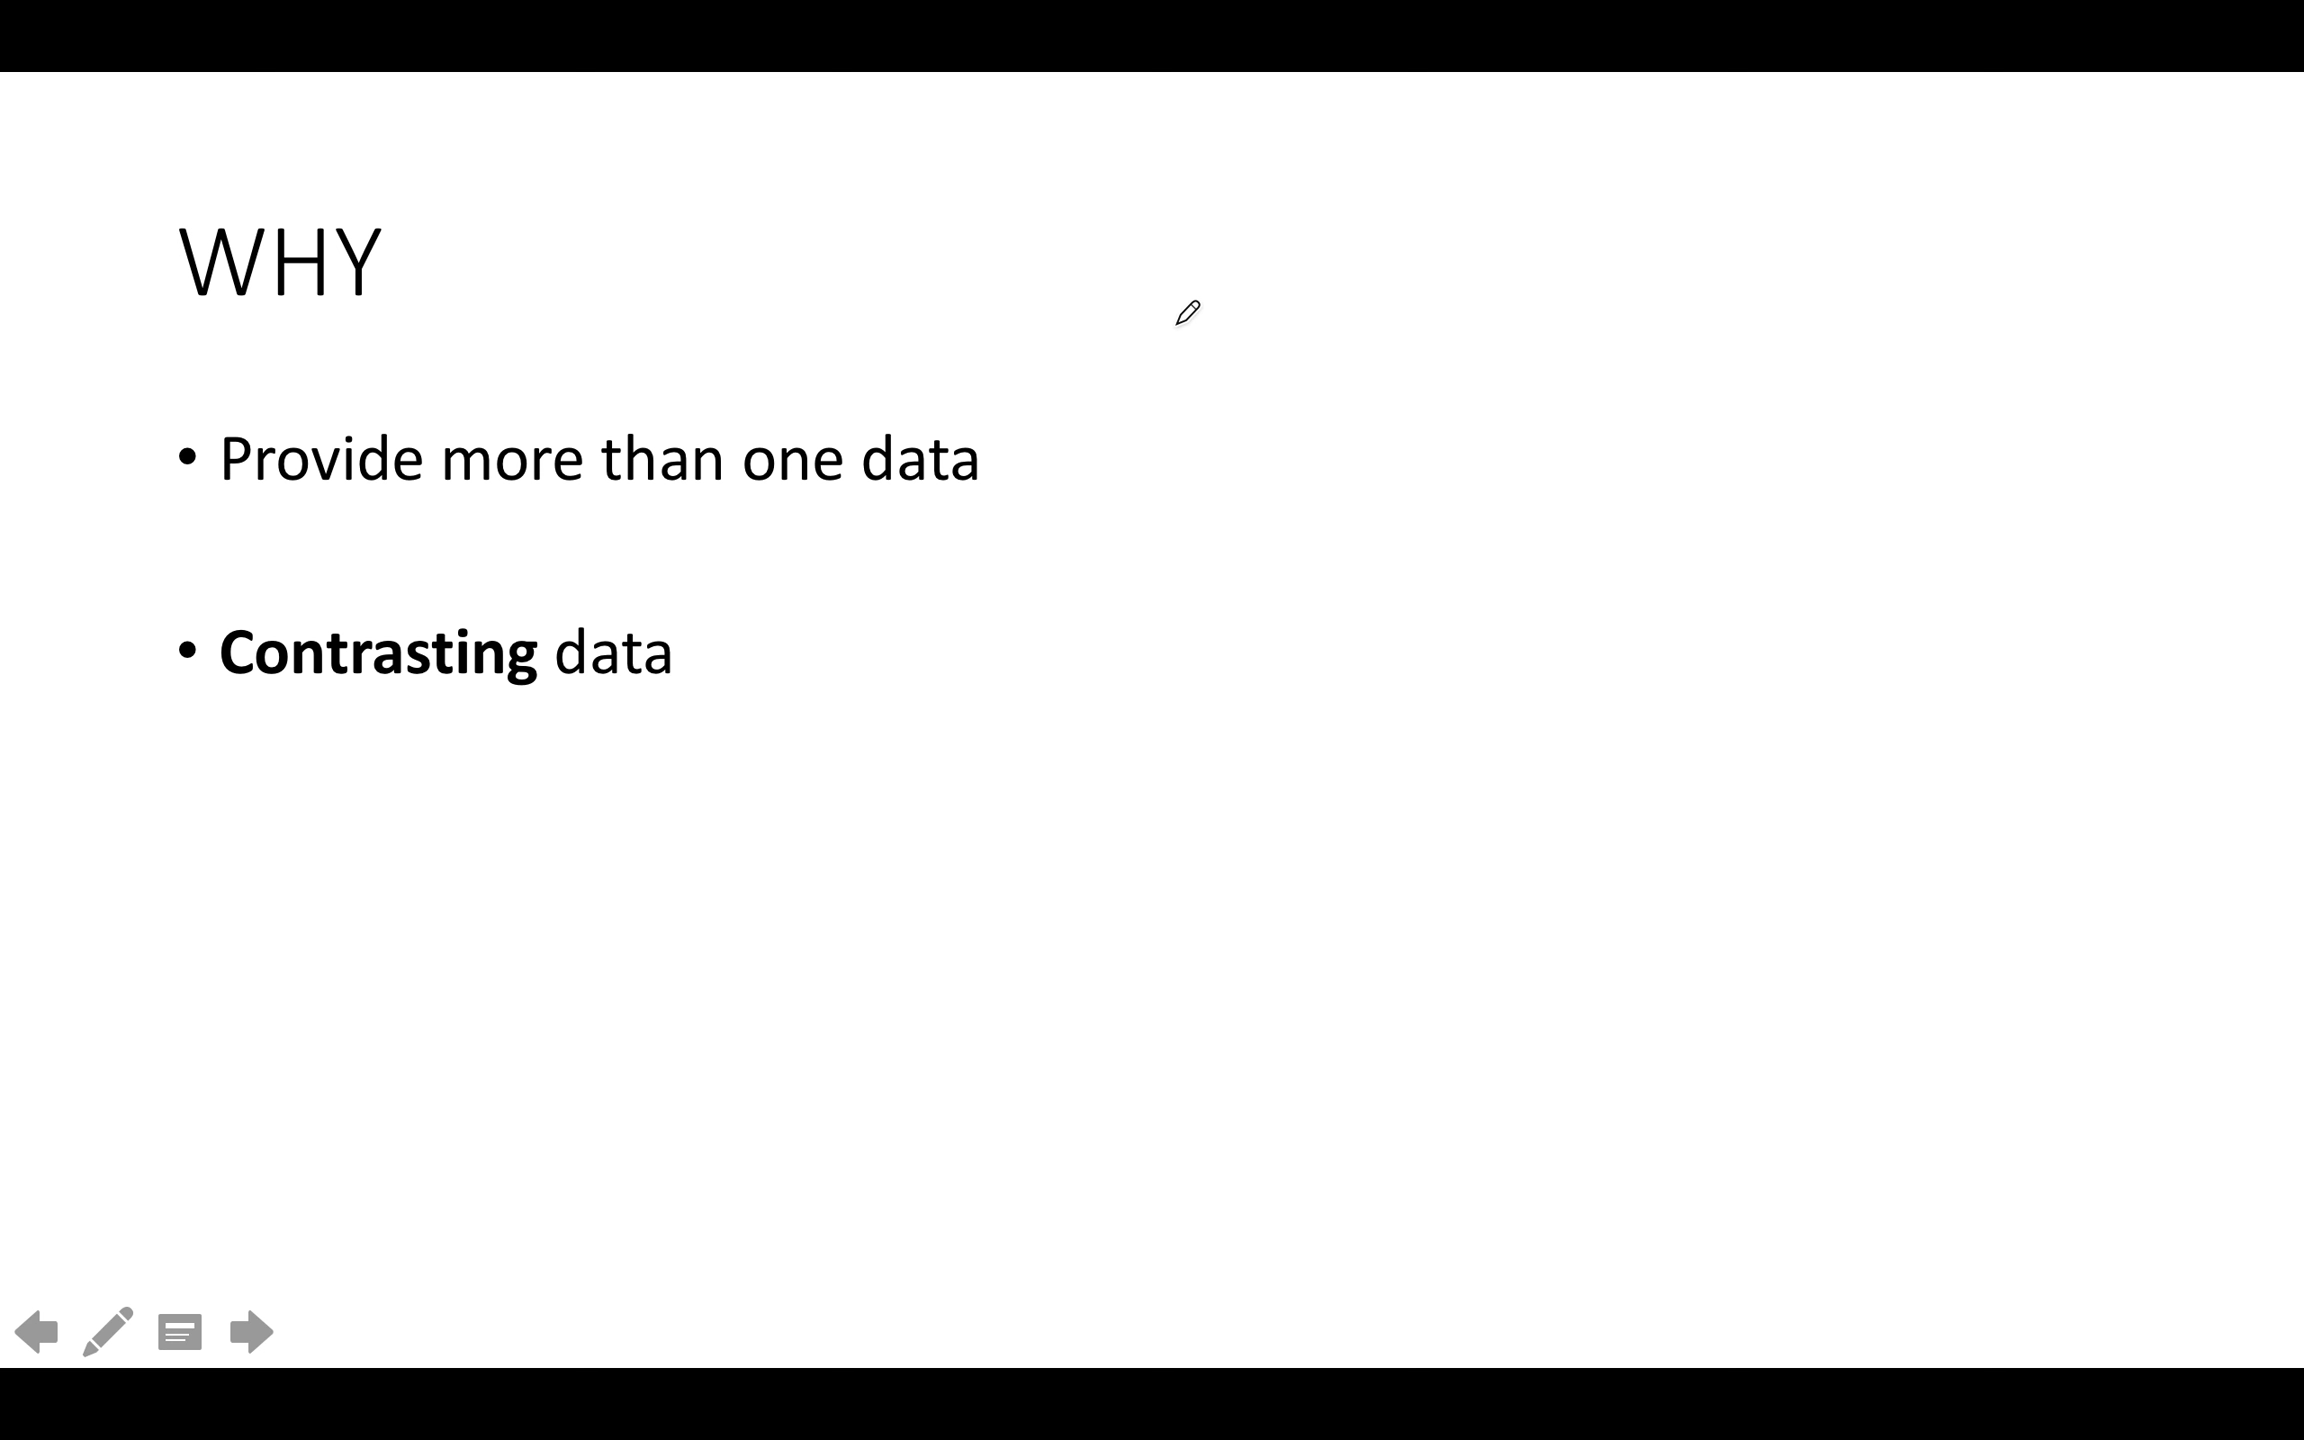 WHY
• Provide more than one data
• Contrasting data